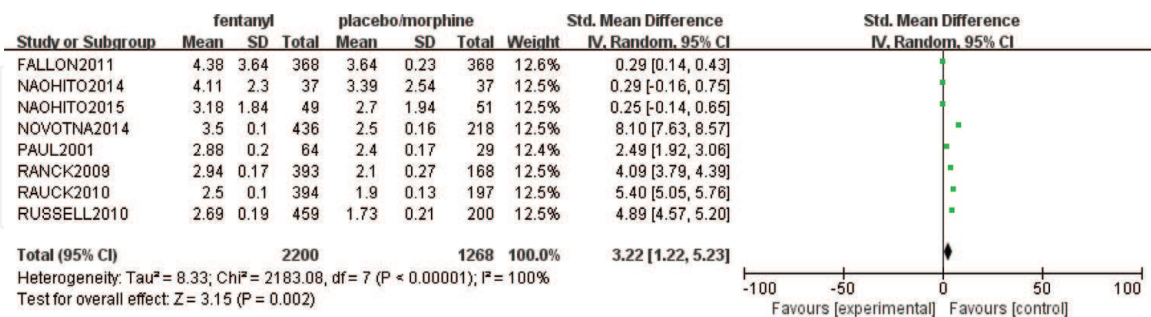 fentanyl placebo/morphine Std. Mean Difference Std. Mean Difference
Study or Subgroup Mean SD Total Mean SD Total Weight IV, Random, 95% CI IV, Random, 95% CI
FALLON2011 4.38 3.64 368 3.64 0.23 368 12.6% 0.29 [0.14, 0.43]
NAOHITO2014 4.11 2.3 37 3.39 2.54 37 12.5% 0.29 [-0.16, 0.75]
NAOHITO2015 3.18 1.84 49 2.7 1.94 51 12.5% 0.25 [-0.14, 0.65]
NOVOTNA2014 3.5 0.1 436 2.5 0.16 218 12.5% 8.10 [7.63, 8.57]
PAUL2001 2.88 0.2 64 2.4 0.17 29 12.4% 2.49 [1.92, 3.06]
RANCK2009 2.94 0.17 393 2.1 0.27 168 12.5% 4.09 [3.79, 4.39]
RAUCK2010 2.5 0.1 394 1.9 0.13 197 12.5% 5.40 [5.05, 5.76]
RUSSELL2010 2.69 0.19 459 1.73 0.21 200 12.5% 4.89 [4.57, 5.20]
Total (95% CI) 2200 1268 100.0% 3.22 [1.22, 5.23]
Heterogeneity: Tau² = 8.33; Chi² = 2183.08, df = 7 (P < 0.00001); I² = 100%
Test for overall effect: Z = 3.15 (P = 0.002)
-100 -50 0 50 100
Favours [experimental] Favours [control]